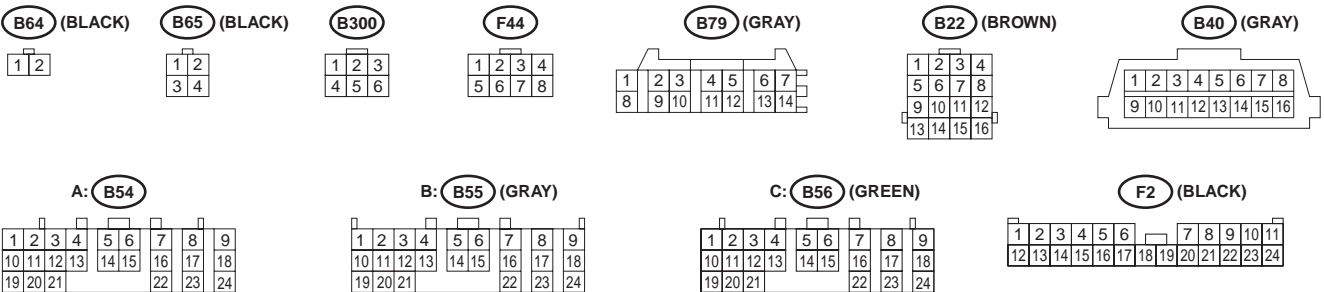 B64 (BLACK) B65 (BLACK) B300 F44 B79 (GRAY) B22 (BROWN) B40 (GRAY)
1 2 1 2 1 2 3 1 2 3 4 1 2 3 4 5 6 7 1 2 3 4 1 2 3 4 5 6 7 8
3 4 4 5 6 5 6 7 8 8 9 10 11 12 13 14 5 6 7 8 9 10 11 12 13 14 15 16
9 10 11 12
13 14 15 16
A: B54 B: B55 (GRAY) C: B56 (GREEN) F2 (BLACK)
1 2 3 4 5 6 7 8 9 1 2 3 4 5 6 7 8 9 1 2 3 4 5 6 7 8 9 1 2 3 4 5 6 7 8 9 10 11
10 11 12 13 14 15 16 17 18 10 11 12 13 14 15 16 17 18 10 11 12 13 14 15 16 17 18 12 13 14 15 16 17 18 19 20 21 22 23 24
19 20 21 22 23 24 19 20 21 22 23 24 19 20 21 22 23 24